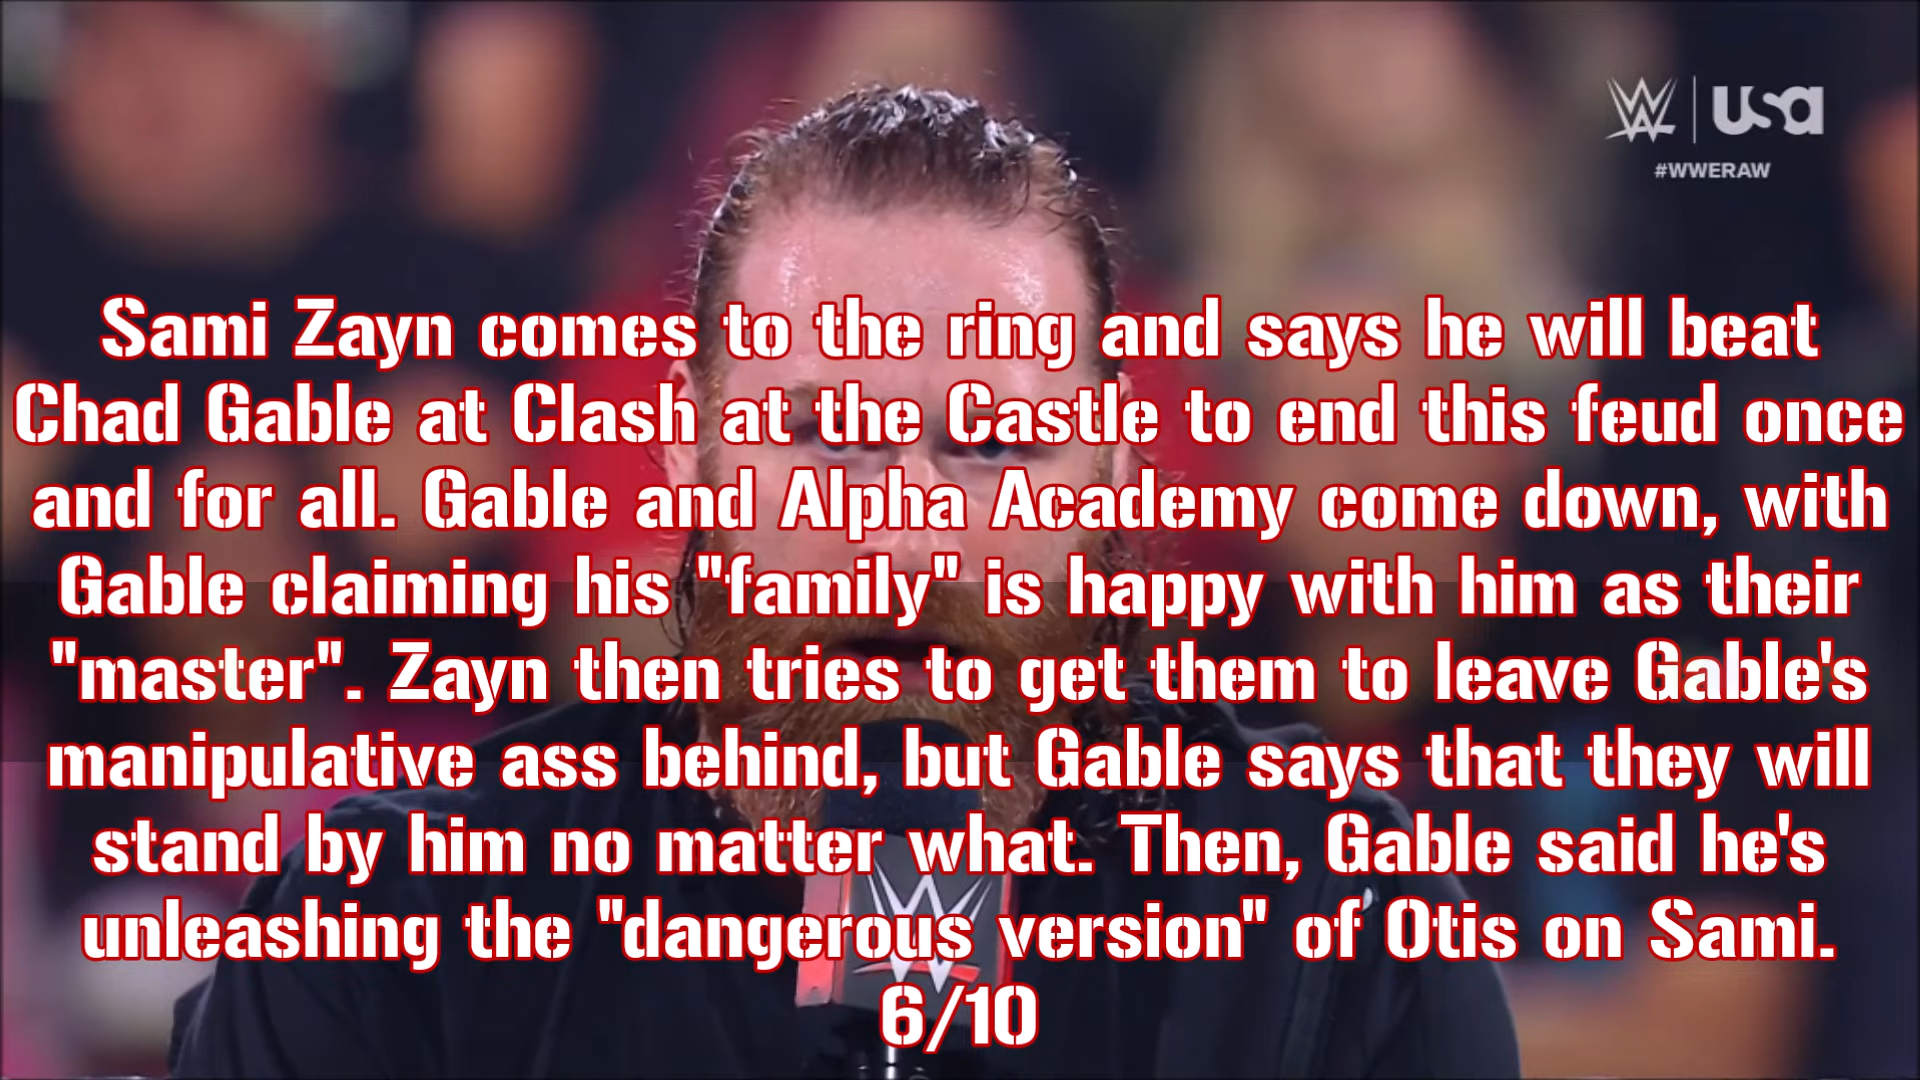 W | usa
#WWERAW
Sami Zayn comes to the ring and says he will beat
Chad Gable at Clash at the Castle to end this feud once
and for all. Gable and Alpha Academy come down, with
Gable claiming his "family" is happy with him as their
"master". Zayn then tries to get them to leave Gable's
manipulative ass behind, but Gable says that they will
stand by him no matter what. Then, Gable said he's
unleashing the "dangerous version" of Otis on Sami.
6/10
W